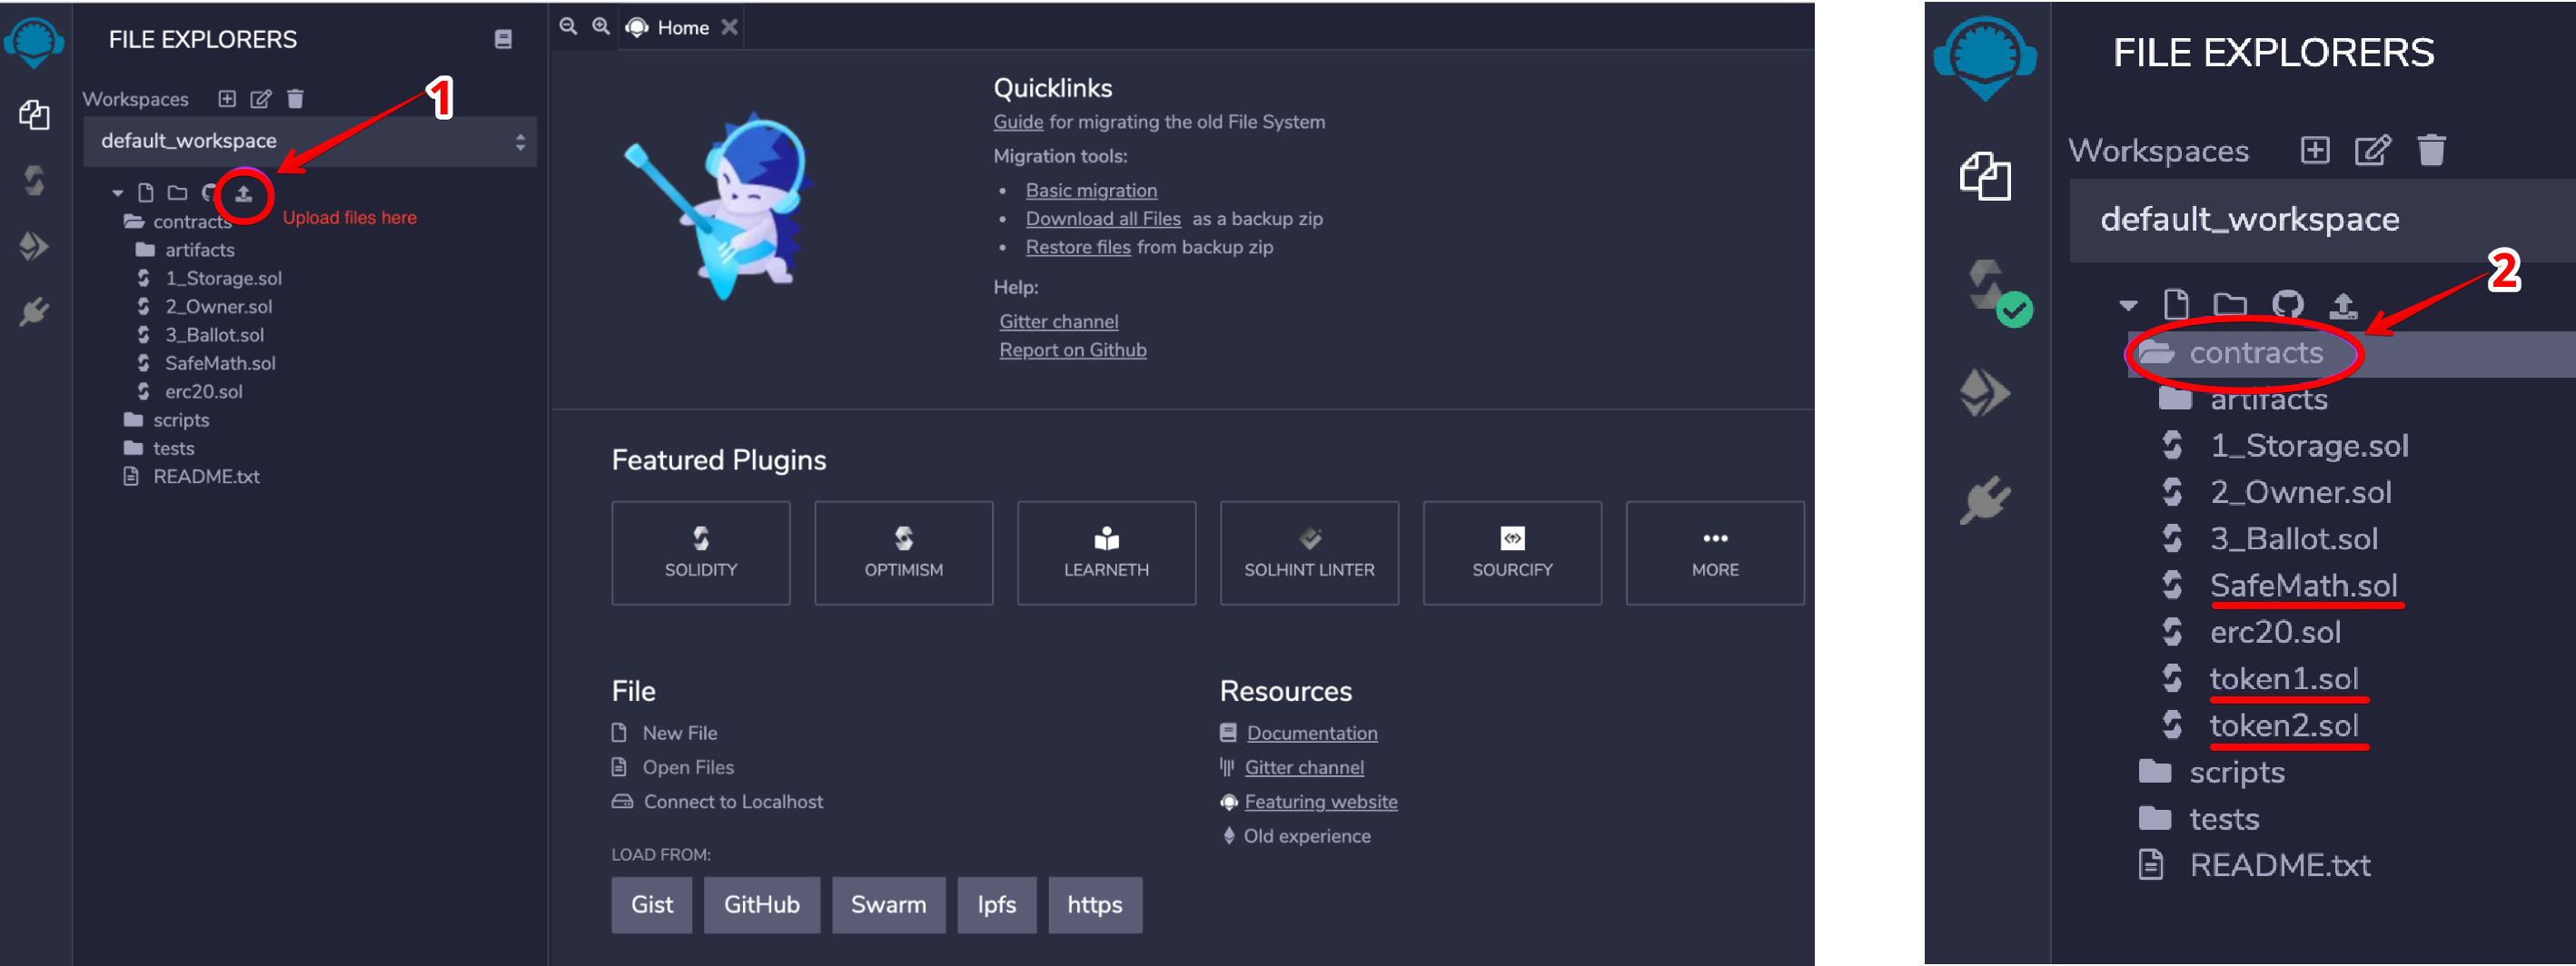 FILE EXPLORERS
Workspaces
default_workspace
1
Upload files here
contracts
artifacts
1_Storage.sol
2_Owner.sol
3_Ballot.sol
SafeMath.sol
erc20.sol
scripts
tests
README.txt
Home
Quicklinks
Guide for migrating the old File System
Migration tools:
• Basic migration
• Download all Files as a backup zip
• Restore files from backup zip
Help:
Gitter channel
Report on Github
Featured Plugins
SOLIDITY
OPTIMISM
LEARNETH
SOLHINT LINTER
SOURCIFY
MORE
File
New File
Open Files
Connect to Localhost
LOAD FROM:
Gist GitHub Swarm Ipfs https
Resources
Documentation
Gitter channel
Featuring website
Old experience
FILE EXPLORERS
Workspaces
default_workspace
2
contracts
artifacts
1_Storage.sol
2_Owner.sol
3_Ballot.sol
SafeMath.sol
erc20.sol
token1.sol
token2.sol
scripts
tests
README.txt